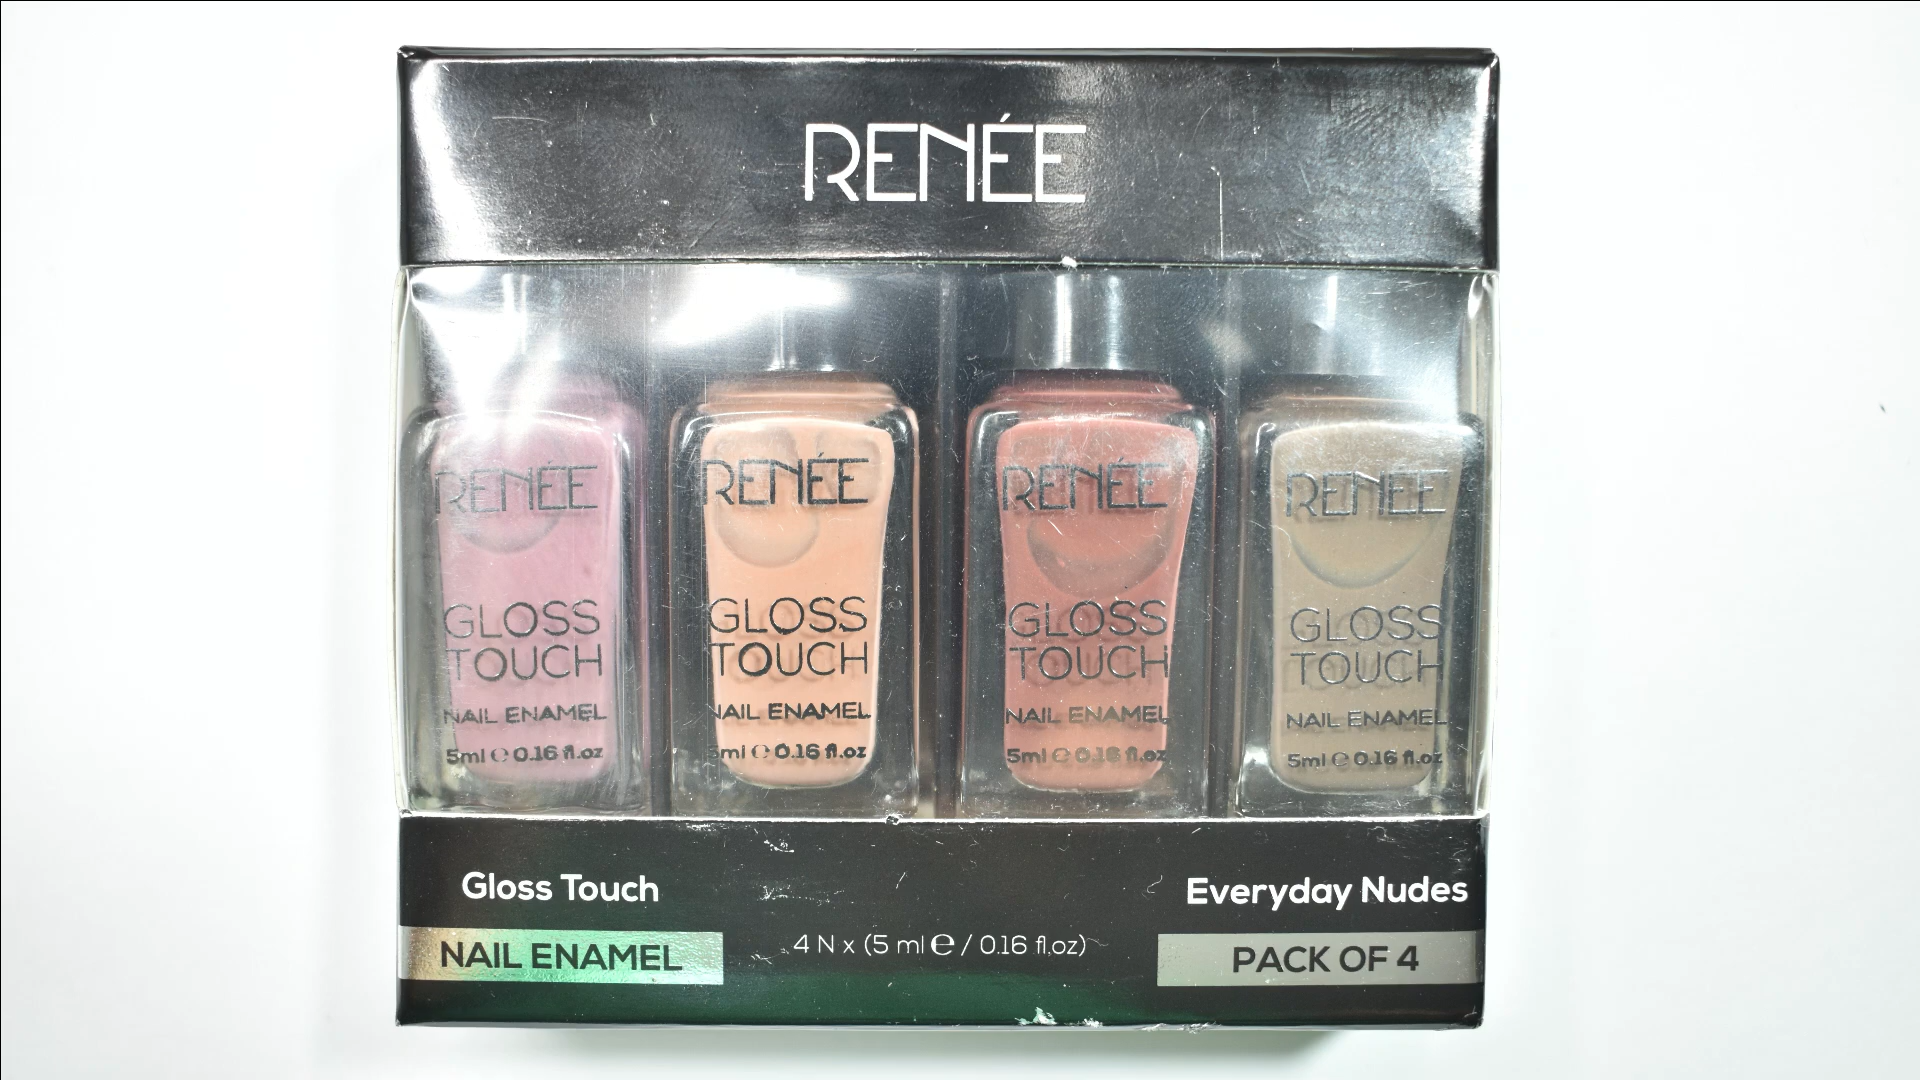 RENÉE
RENÉE
GLOSS
TOUCH
NAIL ENAMEL
5ml ℮ 0.16 fl.oz
RENÉE
GLOSS
TOUCH
NAIL ENAMEL
5ml ℮ 0.16 fl.oz
RENÉE
GLOSS
TOUCH
NAIL ENAMEL
5ml ℮ 0.16 fl.oz
RENÉE
GLOSS
TOUCH
NAIL ENAMEL
5ml ℮ 0.16 fl.oz
Gloss Touch
NAIL ENAMEL
4 N x (5 ml ℮ / 0.16 fl.oz)
Everyday Nudes
PACK OF 4